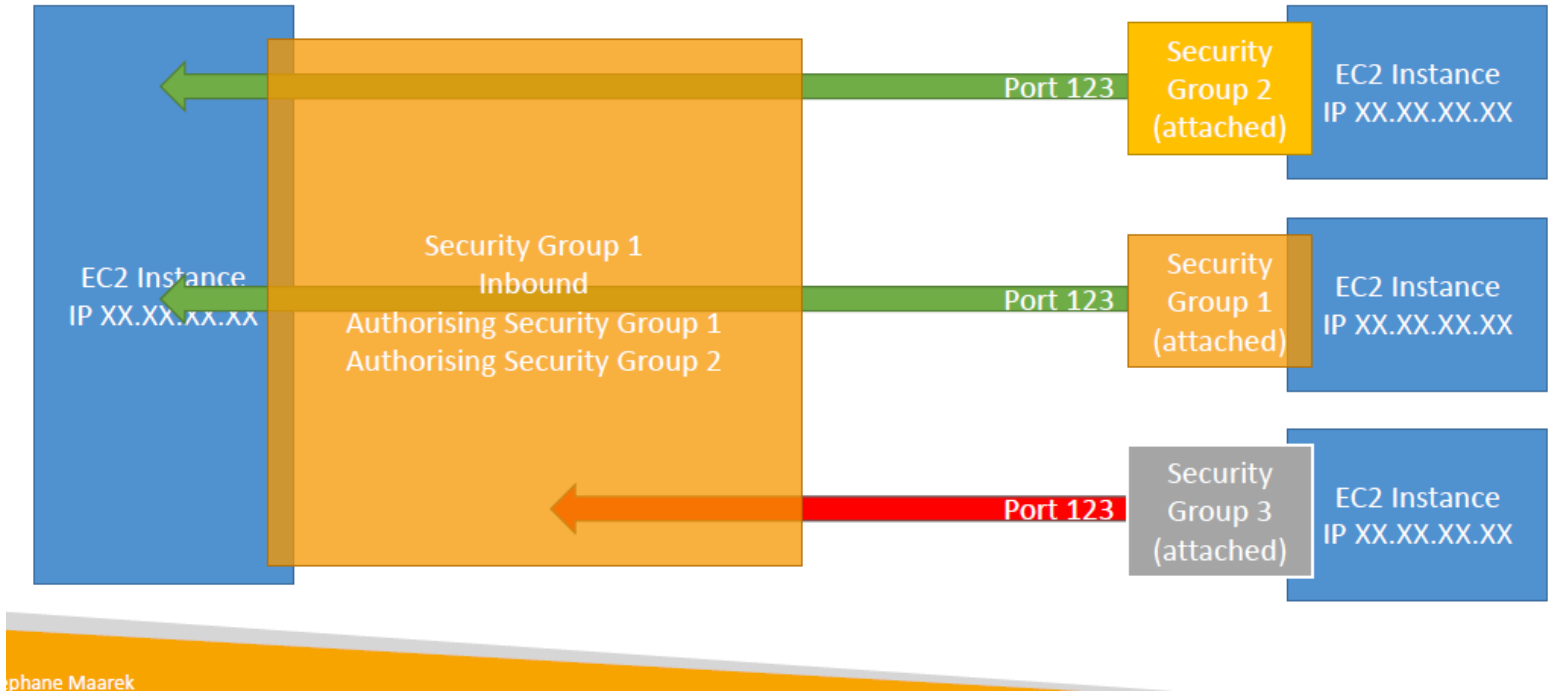 EC2 Instance
IP XX.XX.XX.XX
Security Group 1
Inbound
Authorising Security Group 1
Authorising Security Group 2
Port 123
Security
Group 2
(attached)
EC2 Instance
IP XX.XX.XX.XX
Port 123
Security
Group 1
(attached)
EC2 Instance
IP XX.XX.XX.XX
Port 123
Security
Group 3
(attached)
EC2 Instance
IP XX.XX.XX.XX
ephane Maarek